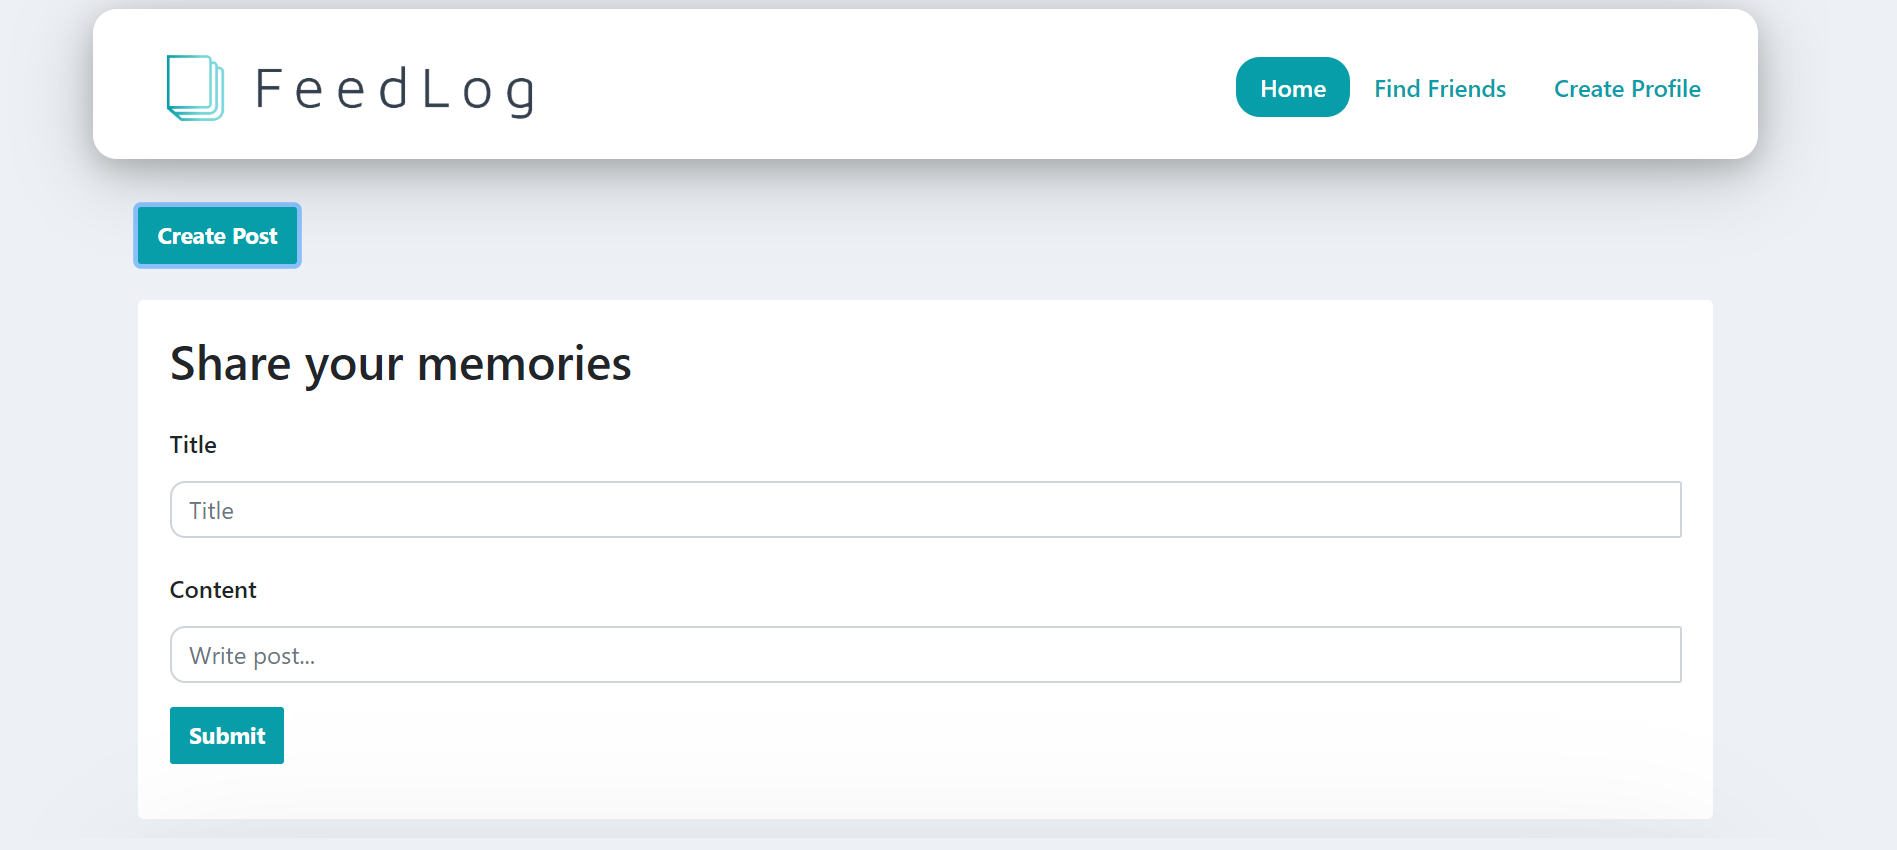 FeedLog
Home Find Friends Create Profile
Create Post
Share your memories
Title
Title
Content
Write post...
Submit